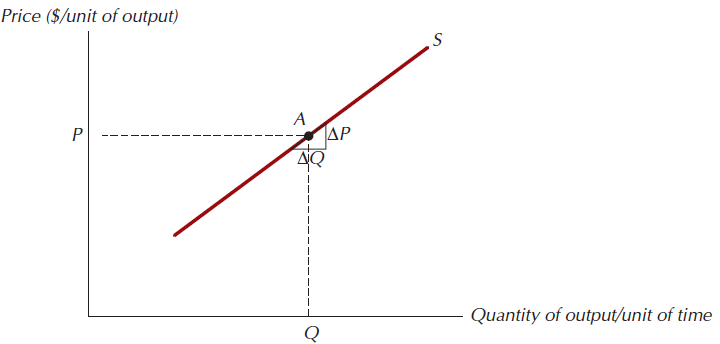 Price ($/unit of output)
S
A
P
ΔP
ΔQ
Quantity of output/unit of time
Q